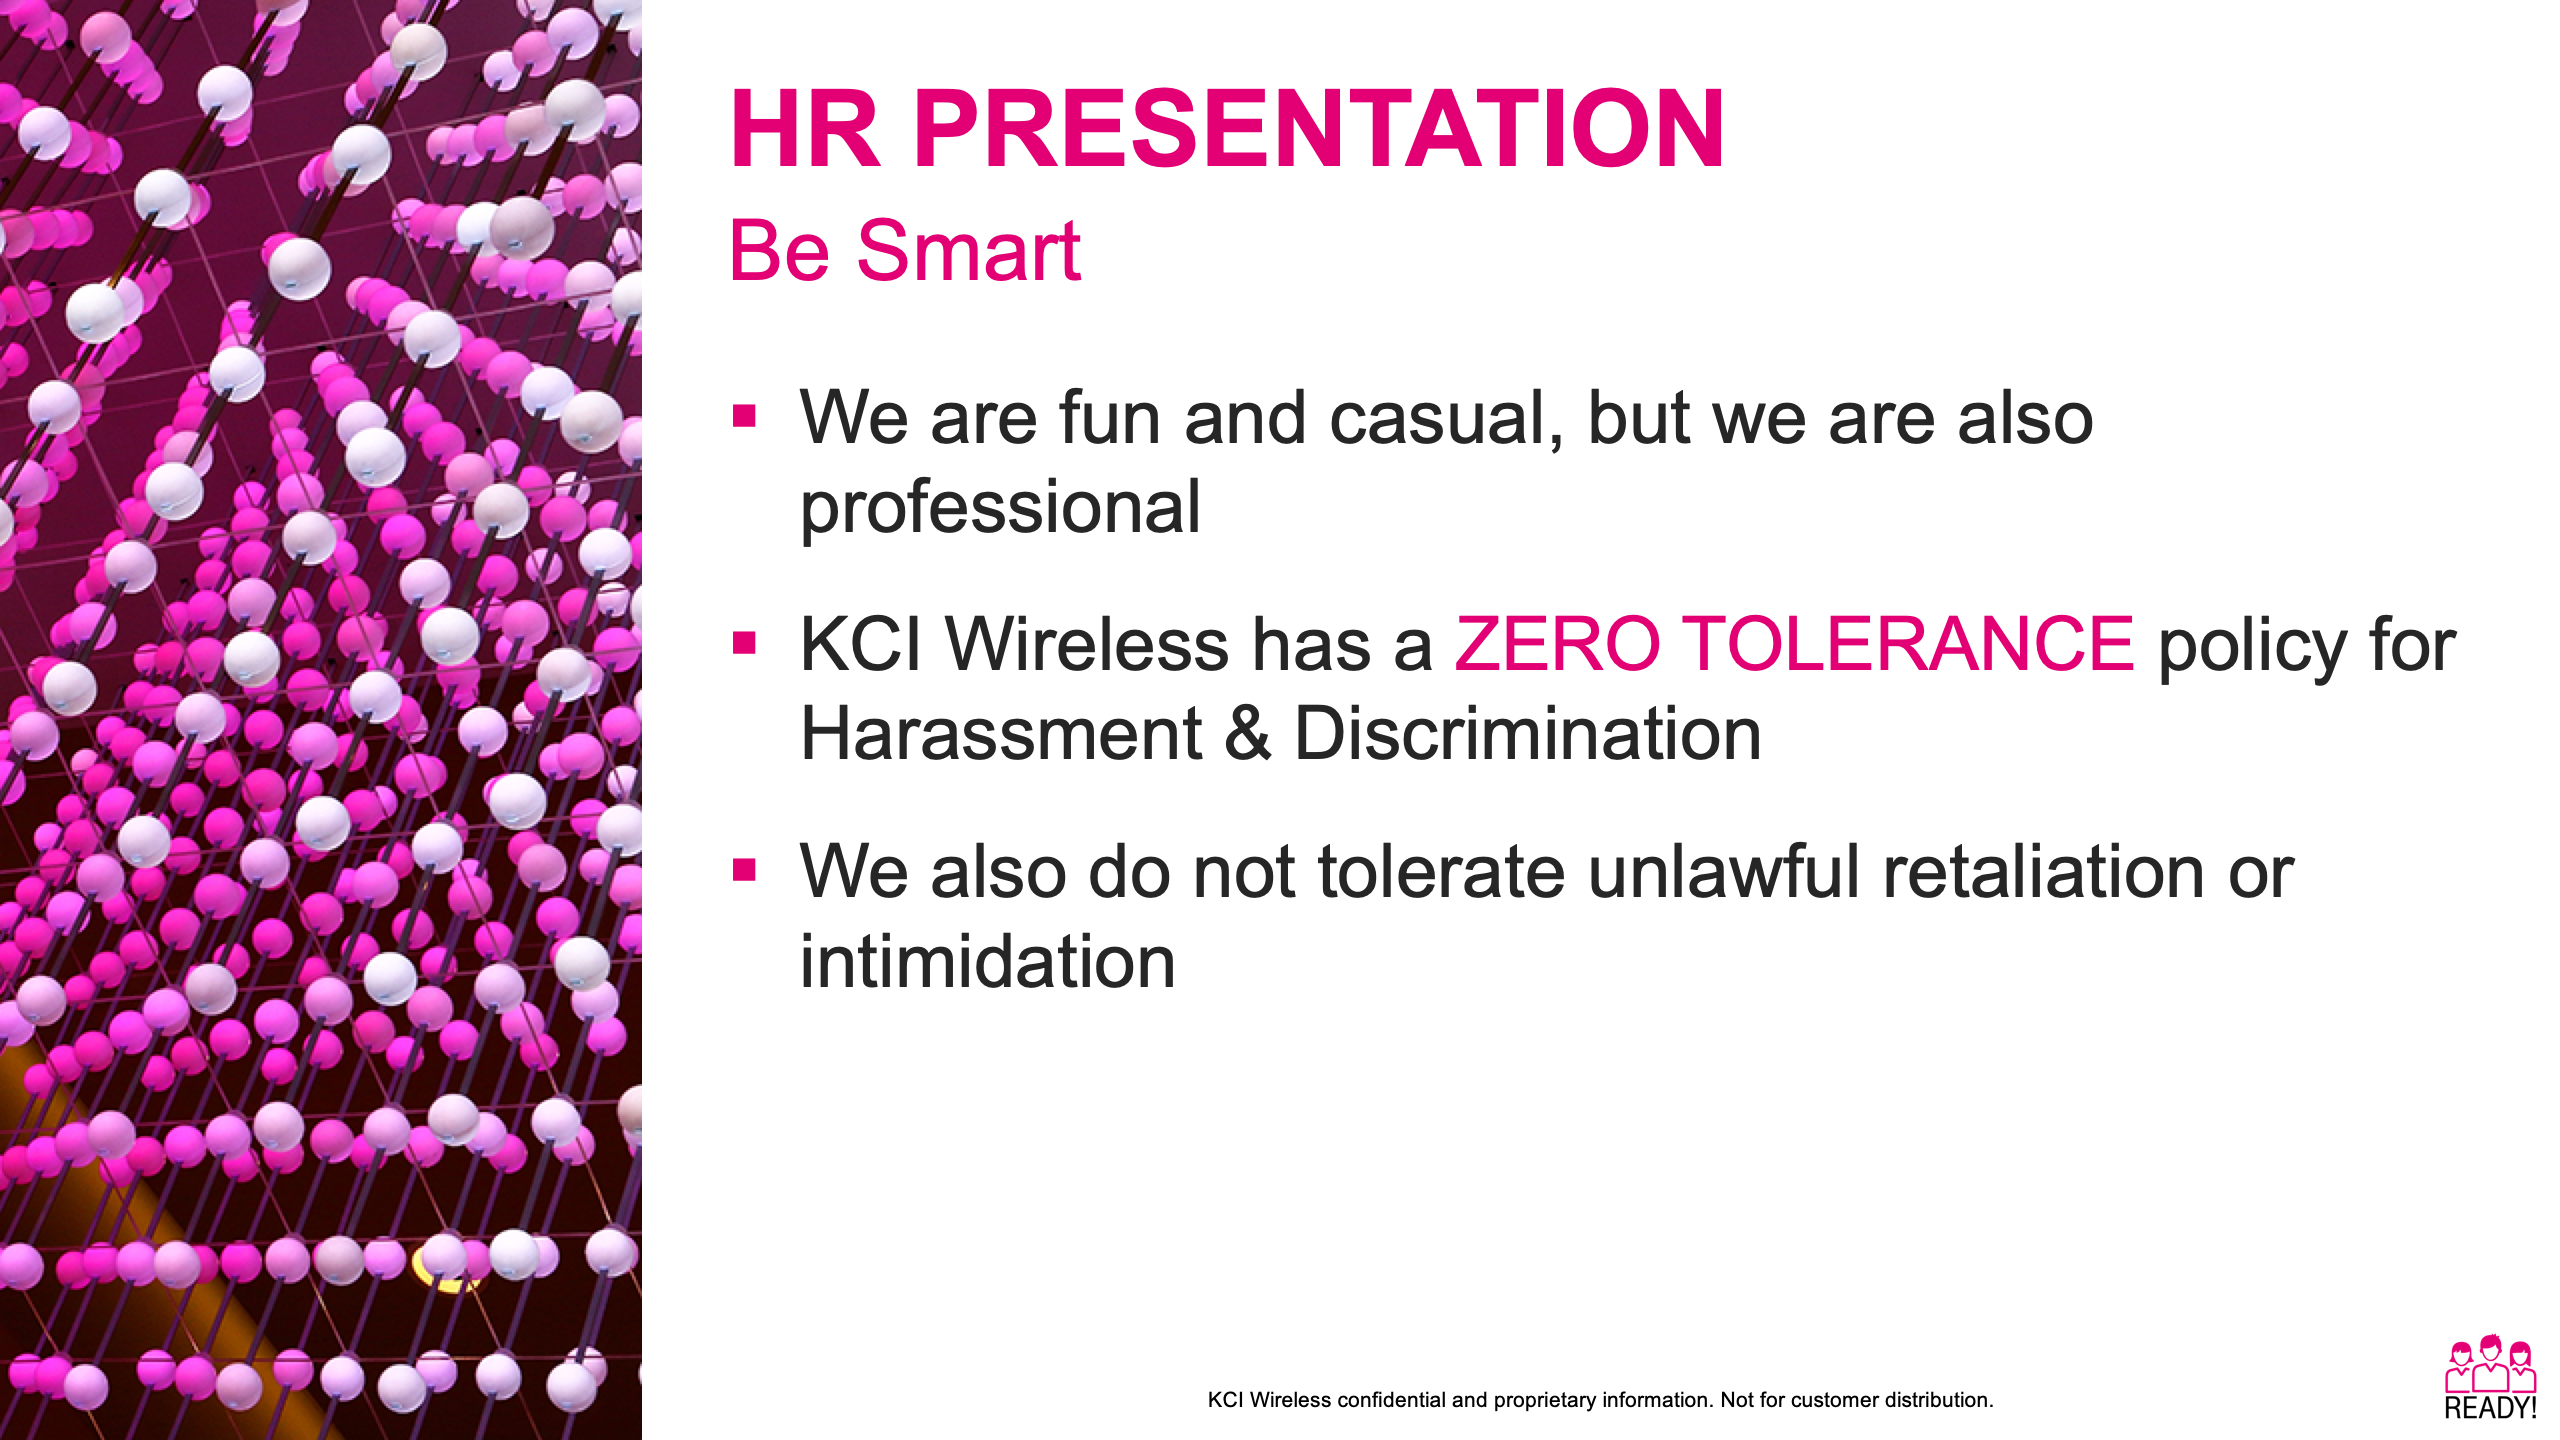 HR PRESENTATION
Be Smart
▪ We are fun and casual, but we are also
professional
▪ KCI Wireless has a ZERO TOLERANCE policy for
Harassment & Discrimination
▪ We also do not tolerate unlawful retaliation or
intimidation
KCI Wireless confidential and proprietary information. Not for customer distribution.
READY!